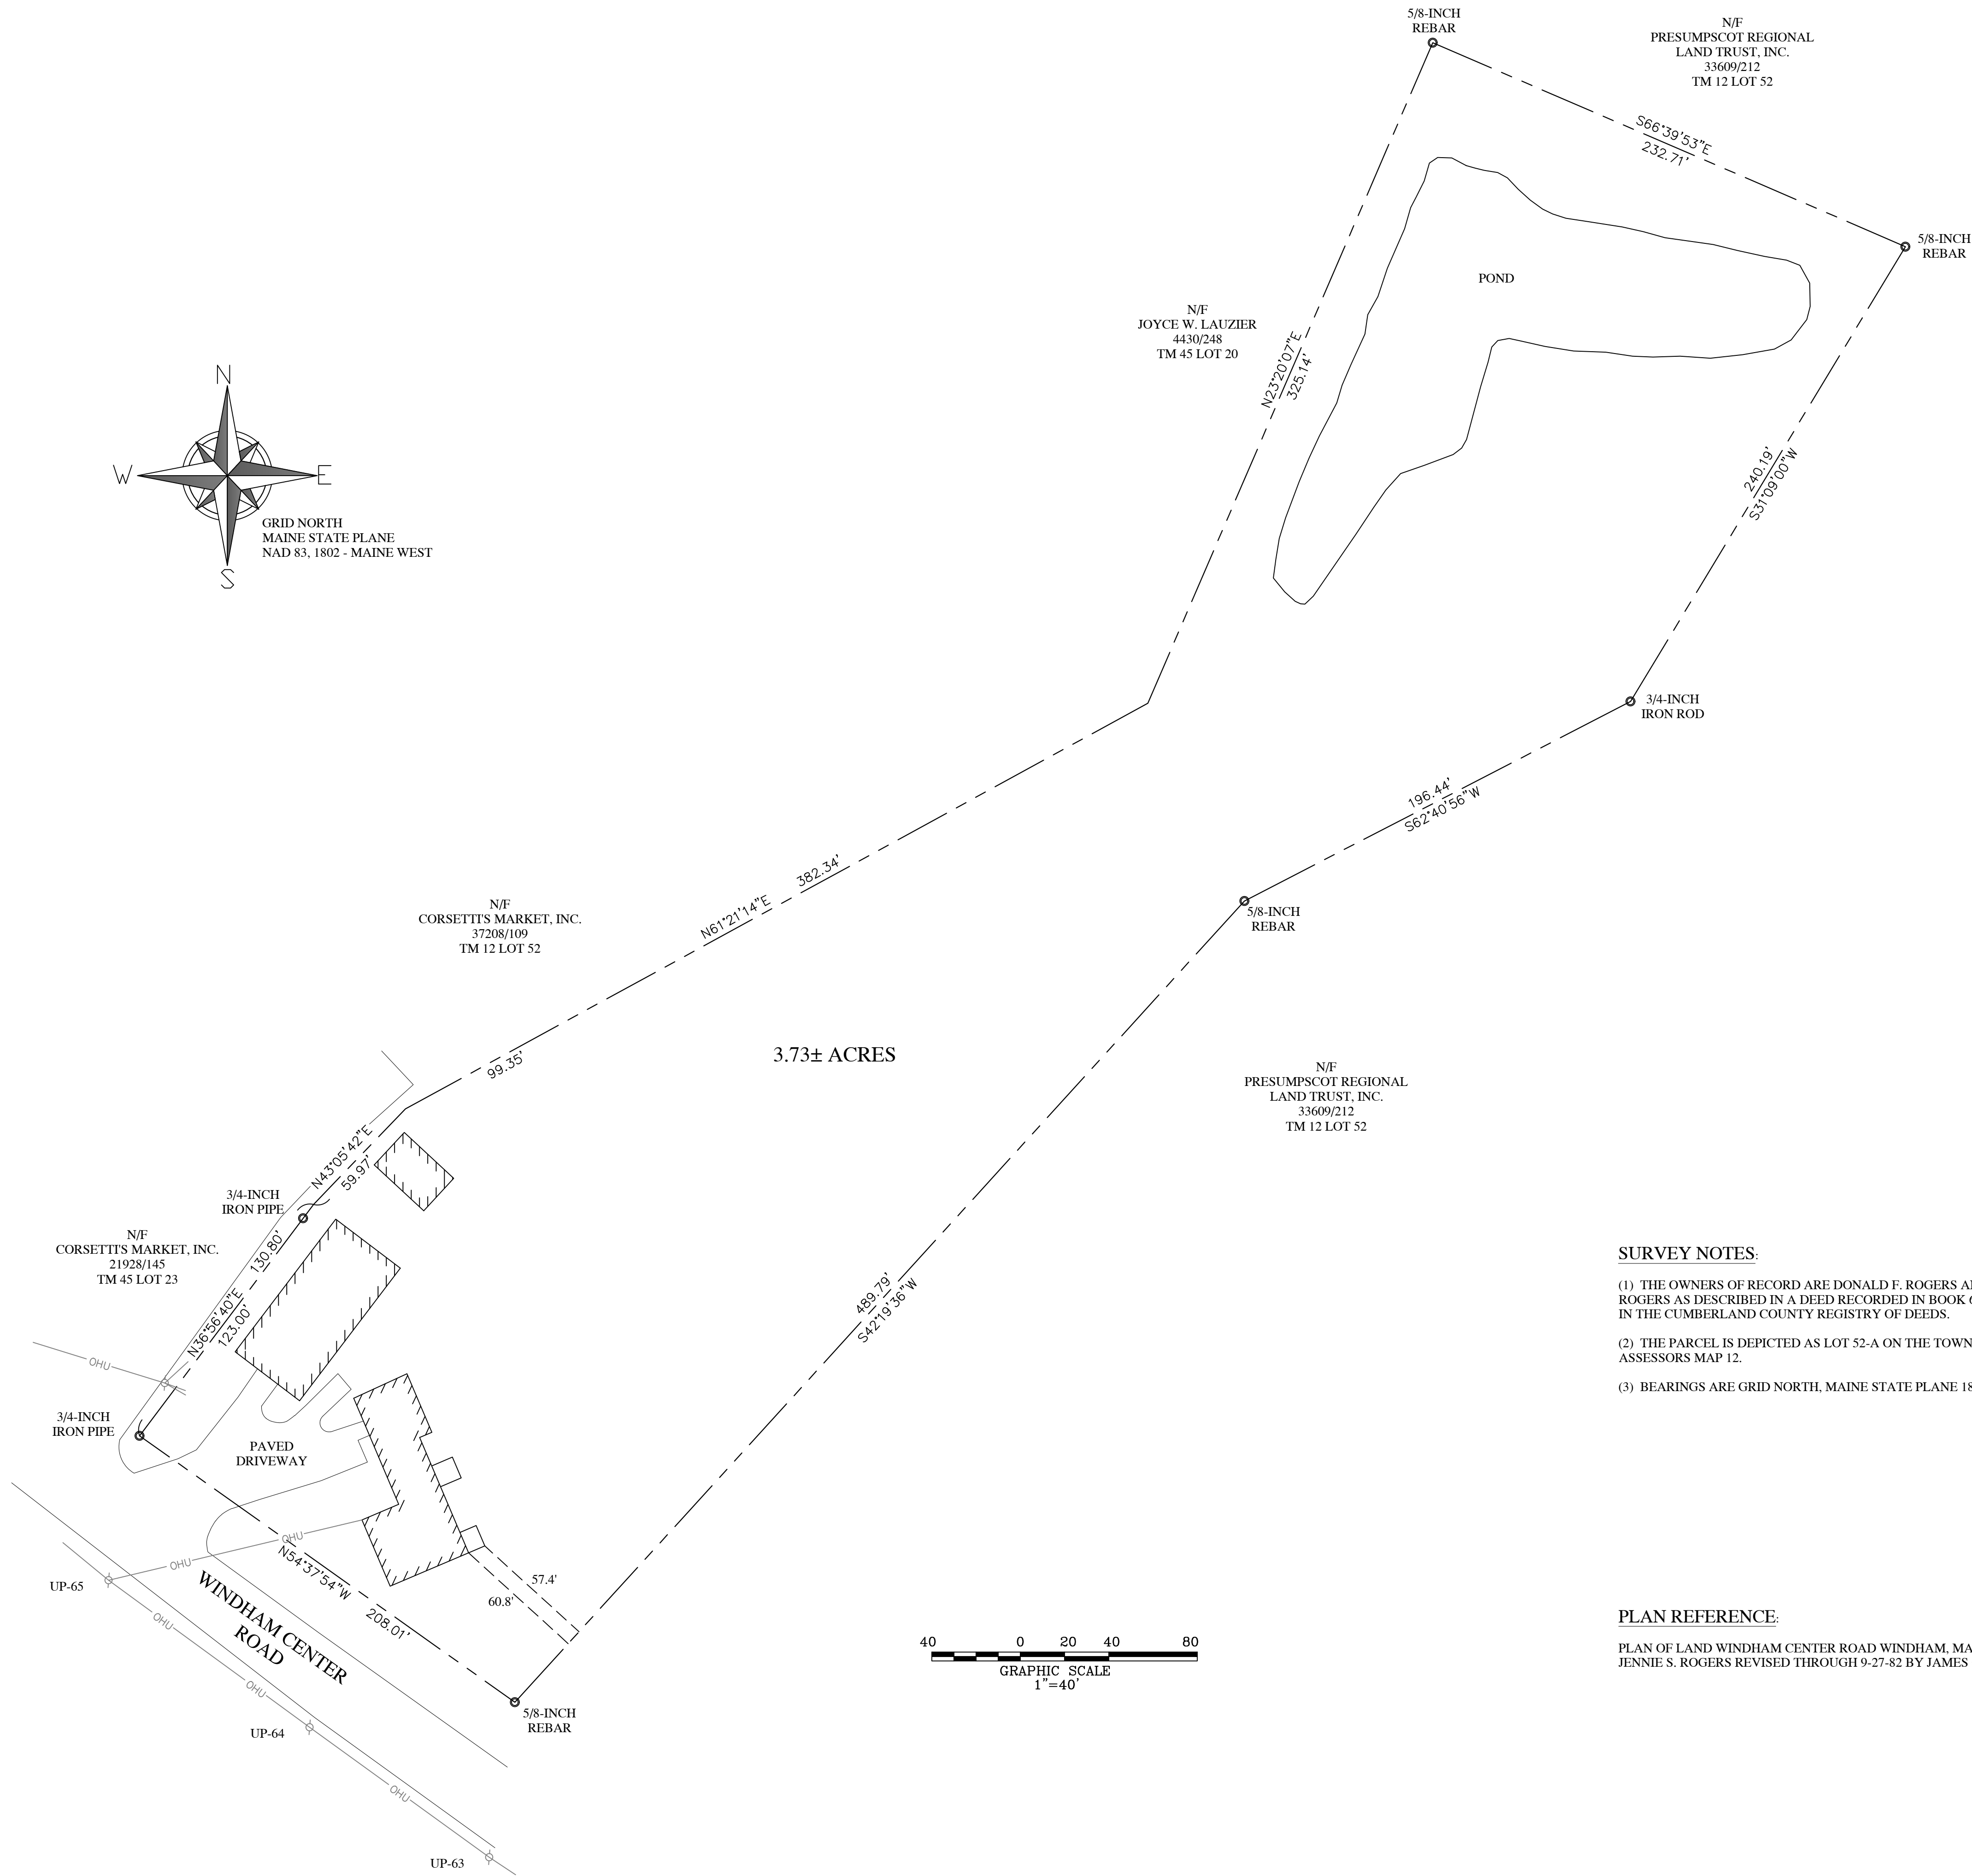 5/8-INCH
REBAR
N/F
PRESUMPSCOT REGIONAL
LAND TRUST, INC.
33609/212
TM 12 LOT 52
S66°39'53"E
232.71'
5/8-INCH
REBAR
POND
N/F
JOYCE W. LAUZIER
4430/248
TM 45 LOT 20
N23°20'07"E
325.14'
N
W
E
S
GRID NORTH
MAINE STATE PLANE
NAD 83, 1802 - MAINE WEST
240.19'
S31°09'00"W
3/4-INCH
IRON ROD
196.44'
S62°40'56"W
5/8-INCH
REBAR
N61°21'14"E
382.34'
N/F
CORSETTI'S MARKET, INC.
37208/109
TM 12 LOT 52
99.35'
3.73± ACRES
N/F
PRESUMPSCOT REGIONAL
LAND TRUST, INC.
33609/212
TM 12 LOT 52
N43°05'42"E
59.97'
3/4-INCH
IRON PIPE
N/F
CORSETTI'S MARKET, INC.
21928/145
TM 45 LOT 23
130.80'
N36°56'40"E
123.00'
489.79'
S42°19'36"W
OHU
3/4-INCH
IRON PIPE
PAVED
DRIVEWAY
OHU
OHU
N54°37'54"W
208.01'
57.4'
60.8'
UP-65
WINDHAM CENTER
ROAD
OHU
OHU
OHU
UP-64
UP-63
5/8-INCH
REBAR
40 0 20 40 80
GRAPHIC SCALE
1"=40'
SURVEY NOTES:
(1) THE OWNERS OF RECORD ARE DONALD F. ROGERS
ROGERS AS DESCRIBED IN A DEED RECORDED IN BOOK
IN THE CUMBERLAND COUNTY REGISTRY OF DEEDS.
(2) THE PARCEL IS DEPICTED AS LOT 52-A ON THE TOWN
ASSESSORS MAP 12.
(3) BEARINGS ARE GRID NORTH, MAINE STATE PLANE 18
PLAN REFERENCE:
PLAN OF LAND WINDHAM CENTER ROAD WINDHAM, MA
JENNIE S. ROGERS REVISED THROUGH 9-27-82 BY JAMES